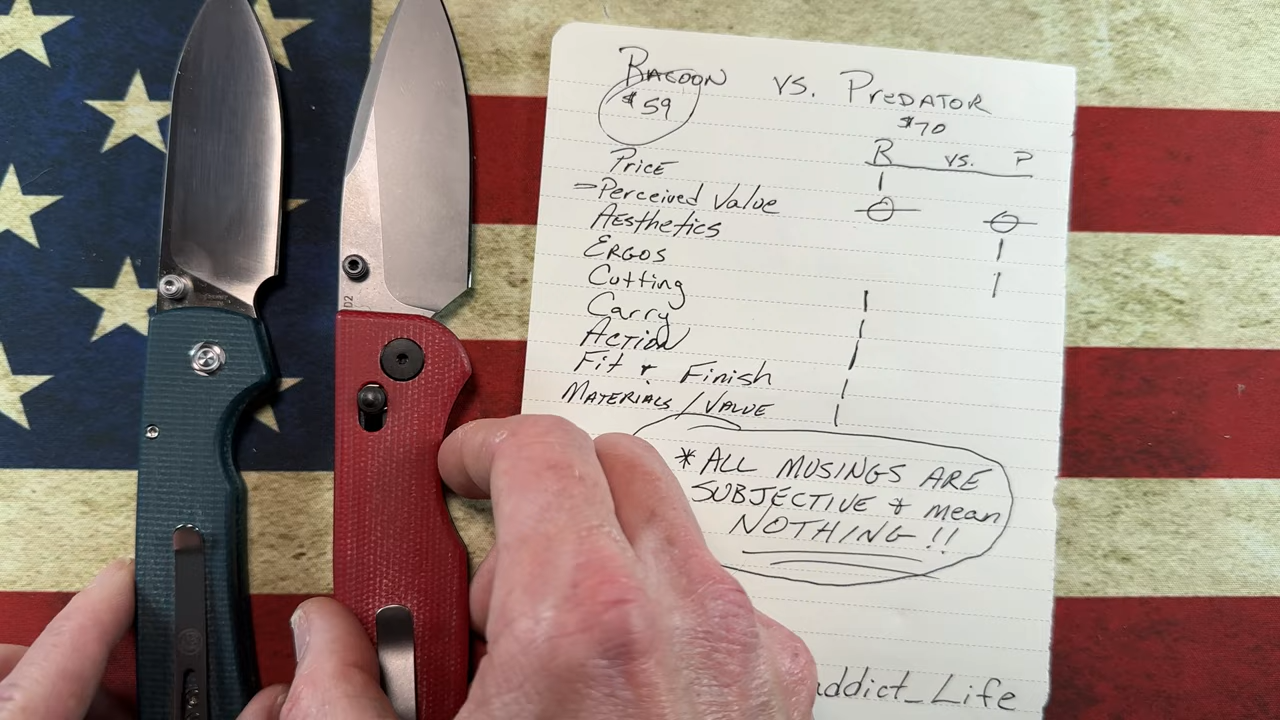 RACOON VS. PREDATOR
$59
$70
R VS. P
Price
=Perceived Value
AESthetics
ERGOS
Cutting
Carry
ACTION
Fit & Finish
MATERIALS / VALUE
*ALL MUSINGS ARE
SUBJECTIVE & mean
NOTHING!!
addict_Life
D2